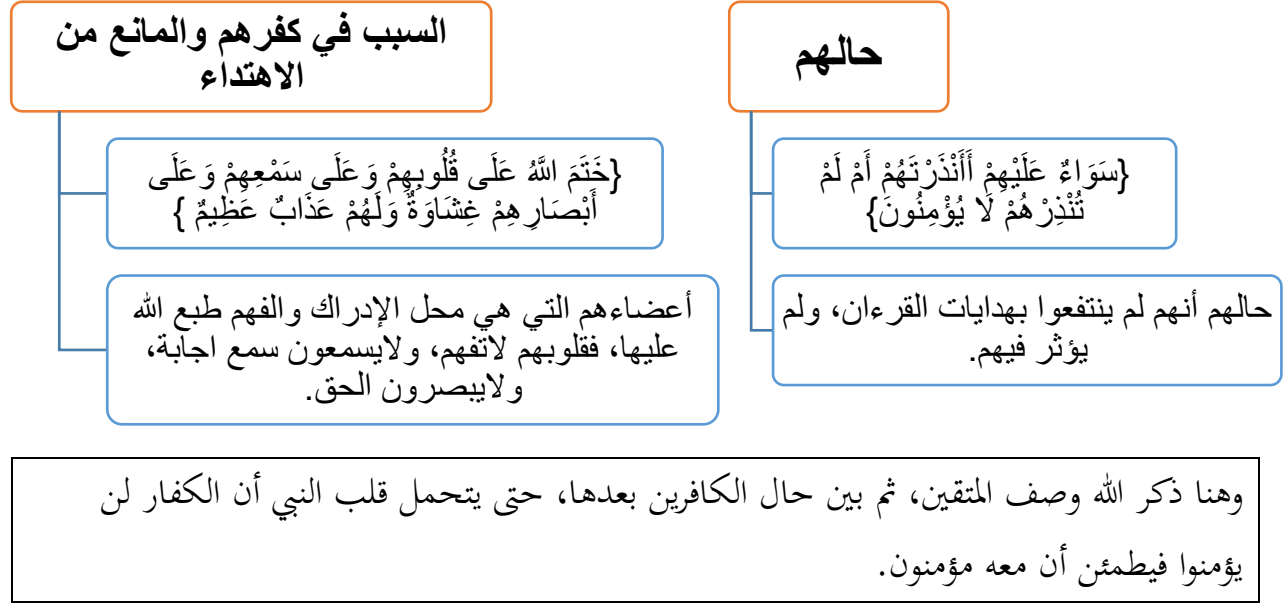 حالهم
{سَوَاءٌ عَلَيْهِمْ أَأَنْذَرْتَهُمْ أَمْ لَمْ
تُنْذِرْهُمْ لَا يُؤْمِنُونَ}
حالهم أنهم لم ينتفعوا بهدايات القرءان، ولم
يؤثر فيهم.
السبب في كفرهم والمانع من
الاهتداء
{خَتَمَ اللَّهُ عَلَى قُلُوبِهِمْ وَعَلَى سَمْعِهِمْ وَعَلَى
أَبْصَارِهِمْ غِشَاوَةٌ وَلَهُمْ عَذَابٌ عَظِيمٌ }
أعضاءهم التي هي محل الإدراك والفهم طبع الله
عليها، فقلوبهم لاتفهم، ولايسمعون سمع اجابة،
ولايبصرون الحق.
وهنا ذكر الله وصف المتقين، ثم بين حال الكافرين بعدها، حتى يتحمل قلب النبي أن الكفار لن
يؤمنوا فيطمئن أن معه مؤمنون.